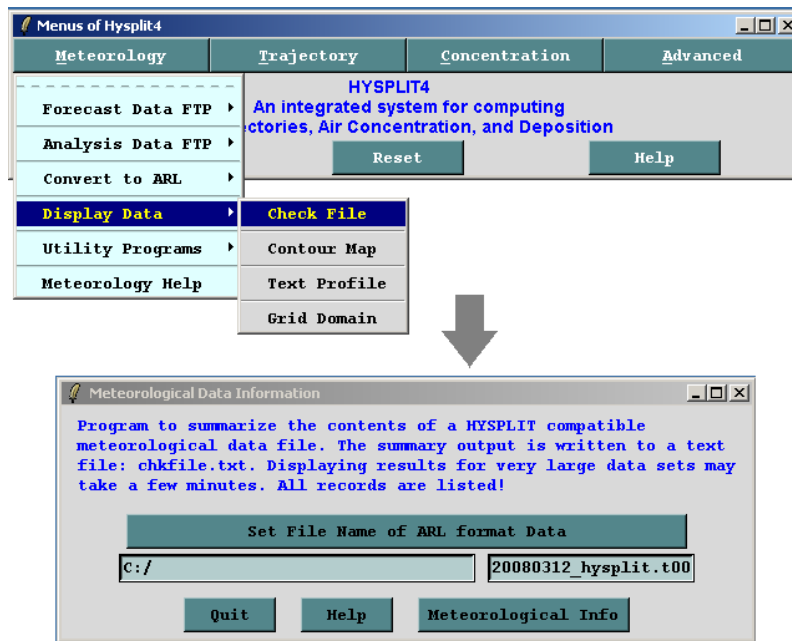 Menus of Hysplit4
Meteorology Trajectory Concentration Advanced
HYSPLIT4
An integrated system for computing
ectories, Air Concentration, and Deposition
Reset Help
Forecast Data FTP
Analysis Data FTP
Convert to ARL
Display Data
Utility Programs
Meteorology Help
Check File
Contour Map
Text Profile
Grid Domain
Meteorological Data Information
Program to summarize the contents of a HYSPLIT compatible
meteorological data file. The summary output is written to a text
file: chkfile.txt. Displaying results for very large data sets may
take a few minutes. All records are listed!
Set File Name of ARL format Data
C:/ 20080312_hysplit.t00
Quit Help Meteorological Info